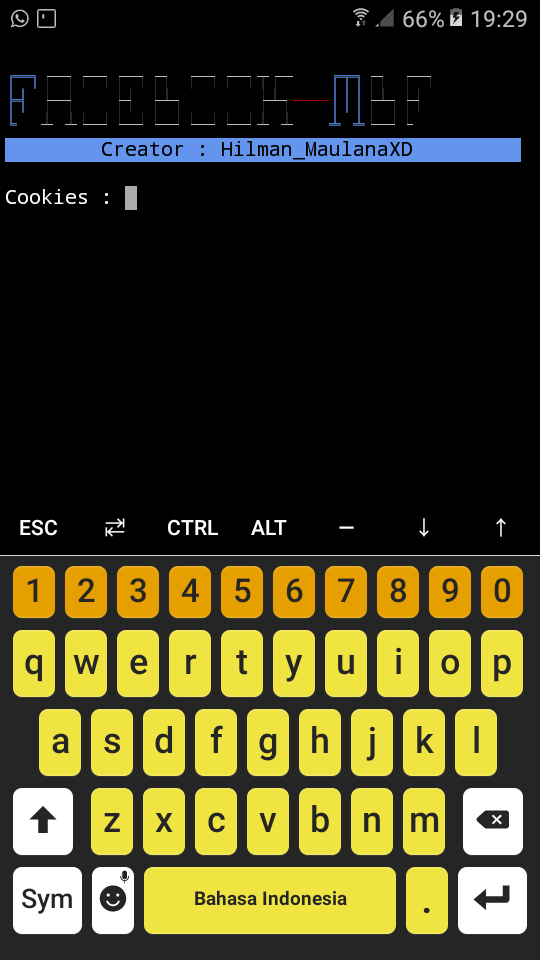 66% 19:29
FACEBOOK—MBF
Creator : Hilman_MaulanaXD
Cookies :
ESC CTRL ALT — ↓ ↑
1 2 3 4 5 6 7 8 9 0
q w e r t y u i o p
a s d f g h j k l
z x c v b n m
Sym Bahasa Indonesia .